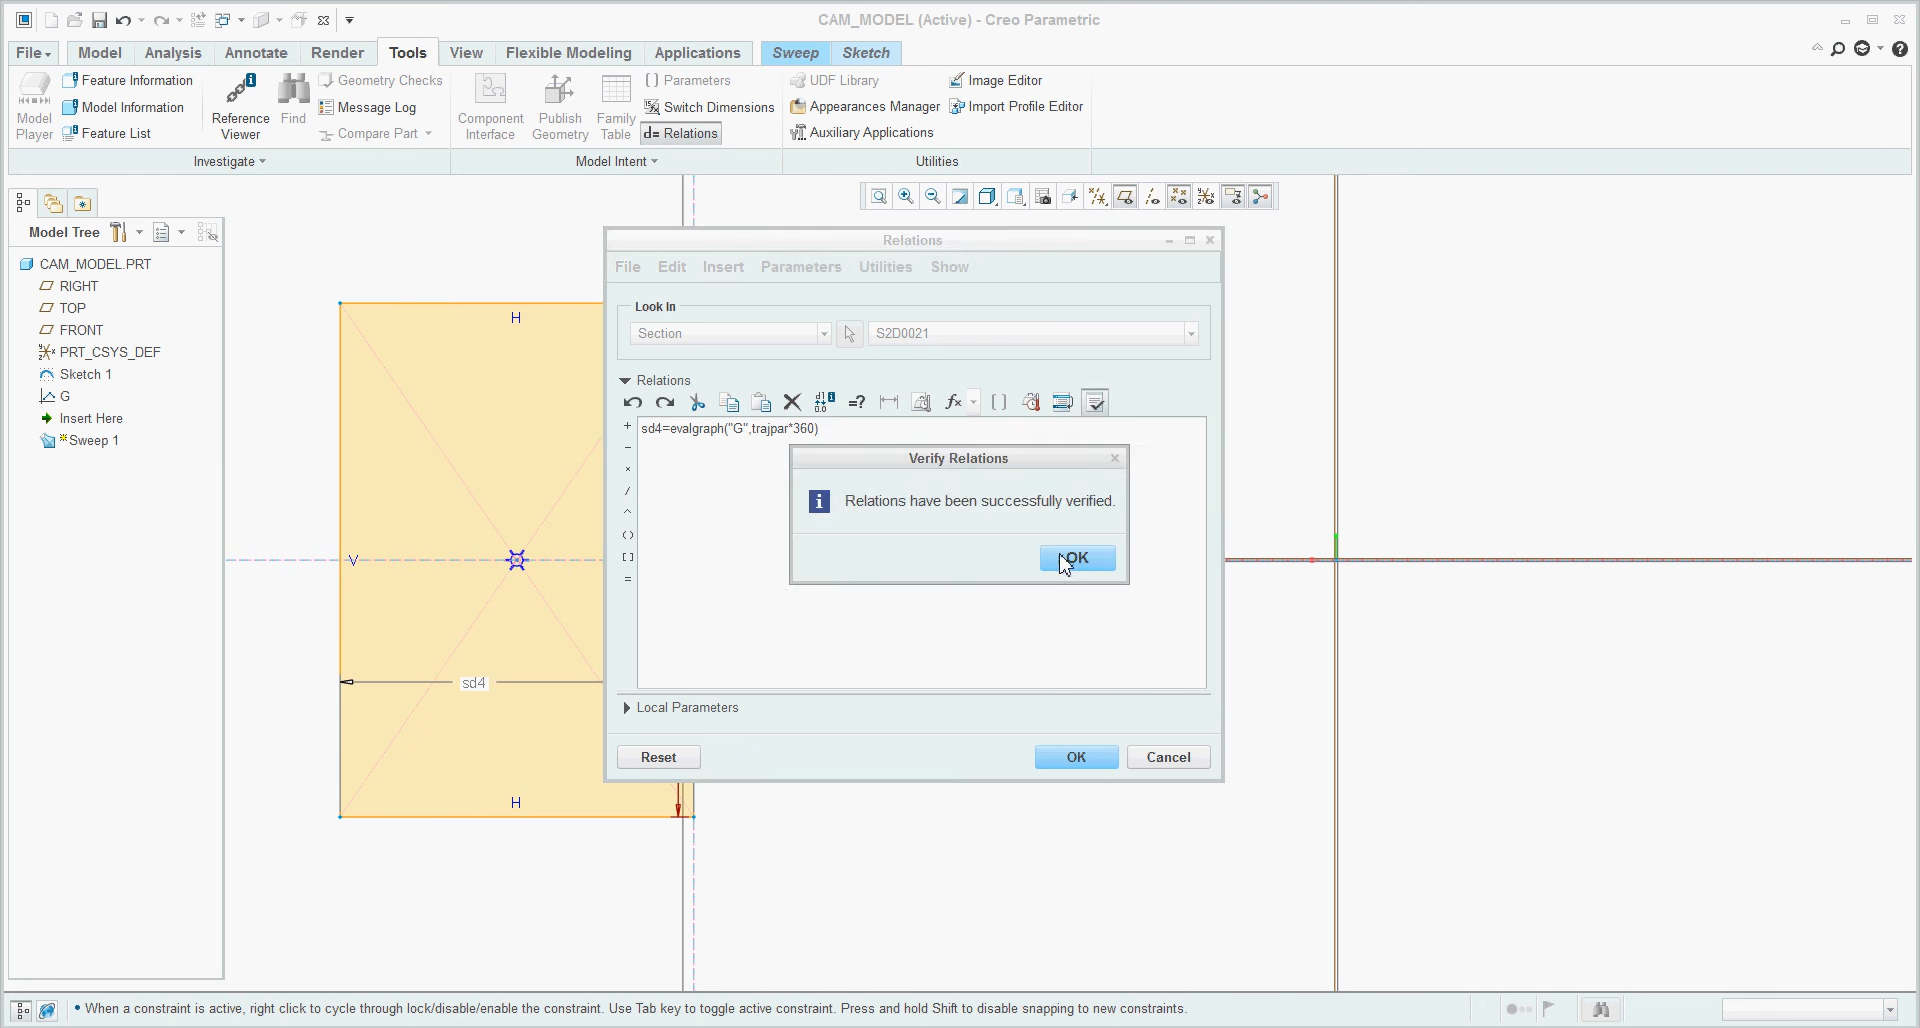 CAM_MODEL (Active) - Creo Parametric
File Model Analysis Annotate Render Tools View Flexible Modeling Applications Sweep Sketch
Model Player
Feature Information
Model Information
Feature List
Reference Viewer
Find
Geometry Checks
Message Log
Compare Part
Component Interface
Publish Geometry
Family Table
[ ] Parameters
Switch Dimensions
d= Relations
UDF Library
Appearances Manager
Auxiliary Applications
Image Editor
Import Profile Editor
Investigate
Model Intent
Utilities
Model Tree
CAM_MODEL.PRT
RIGHT
TOP
FRONT
PRT_CSYS_DEF
Sketch 1
G
Insert Here
Sweep 1
H
V
sd4
H
Relations
File Edit Insert Parameters Utilities Show
Look In
Section
S2D0021
Relations
sd4=evalgraph("G",trajpar*360)
Verify Relations
Relations have been successfully verified.
OK
Local Parameters
Reset
OK
Cancel
• When a constraint is active, right click to cycle through lock/disable/enable the constraint. Use Tab key to toggle active constraint. Press and hold Shift to disable snapping to new constraints.